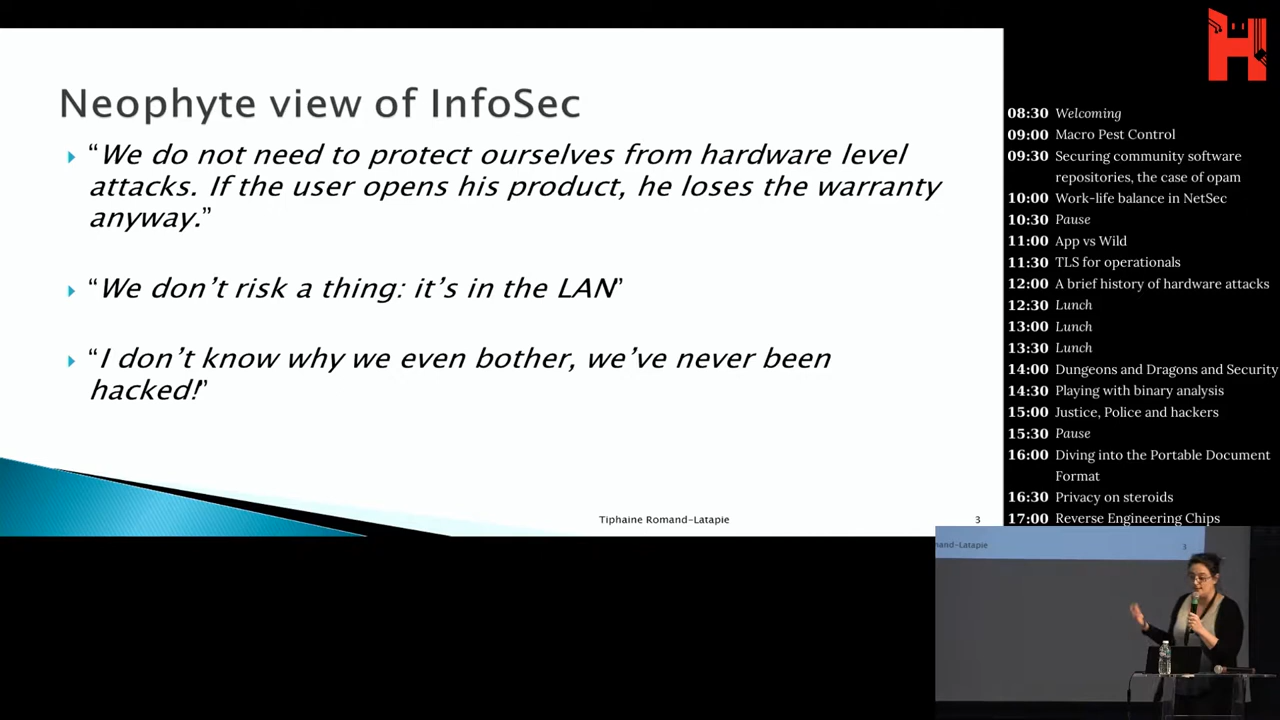 Neophyte view of InfoSec
“We do not need to protect ourselves from hardware level
attacks. If the user opens his product, he loses the warranty
anyway.”
“We don’t risk a thing: it’s in the LAN”
“I don’t know why we even bother, we’ve never been
hacked!”
Tiphaine Romand-Latapie
3
08:30 Welcoming
09:00 Macro Pest Control
09:30 Securing community software
repositories, the case of opam
10:00 Work-life balance in NetSec
10:30 Pause
11:00 App vs Wild
11:30 TLS for operationals
12:00 A brief history of hardware attacks
12:30 Lunch
13:00 Lunch
13:30 Lunch
14:00 Dungeons and Dragons and Security
14:30 Playing with binary analysis
15:00 Justice, Police and hackers
15:30 Pause
16:00 Diving into the Portable Document
Format
16:30 Privacy on steroids
17:00 Reverse Engineering Chips
mand-Latapie
3